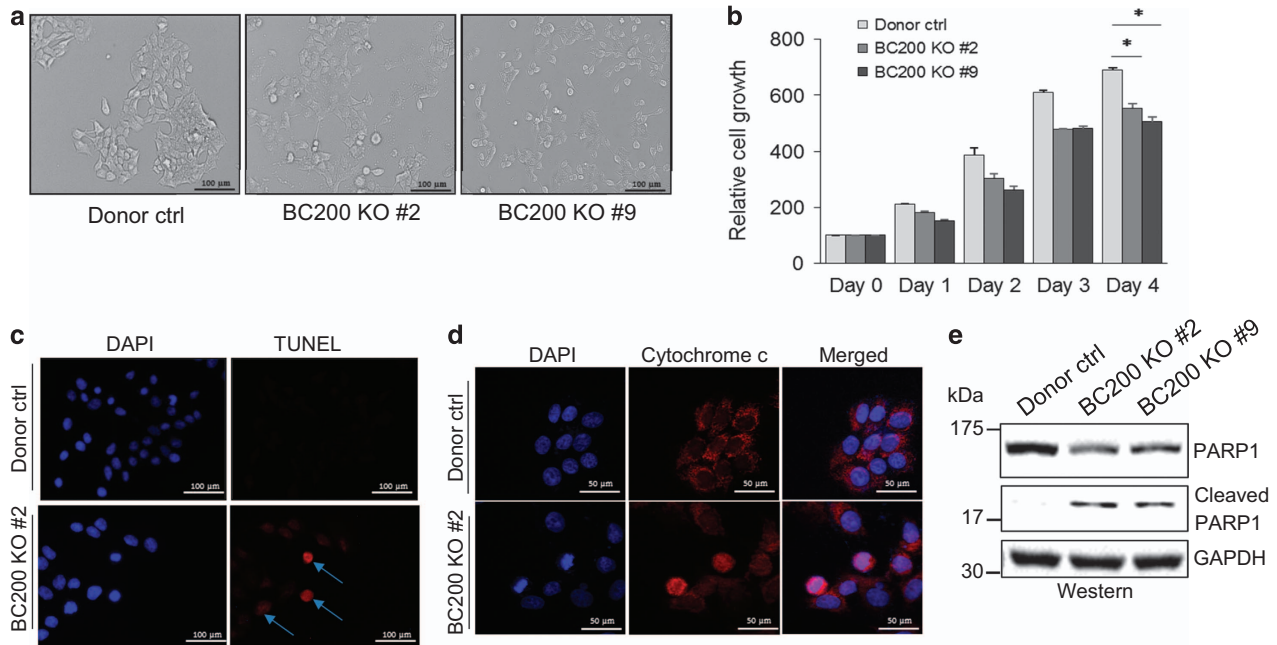 a
100 µm
100 µm
100 µm
Donor ctrl
BC200 KO #2
BC200 KO #9
b
Donor ctrl
BC200 KO #2
BC200 KO #9
*
*
Relative cell growth
800
600
400
200
0
Day 0
Day 1
Day 2
Day 3
Day 4
c
DAPI
TUNEL
Donor ctrl
100 µm
100 µm
BC200 KO #2
100 µm
100 µm
d
DAPI
Cytochrome c
Merged
Donor ctrl
50 µm
50 µm
50 µm
BC200 KO #2
50 µm
50 µm
50 µm
e
Donor ctrl
BC200 KO #2
BC200 KO #9
kDa
175
PARP1
Cleaved
PARP1
17
GAPDH
30
Western